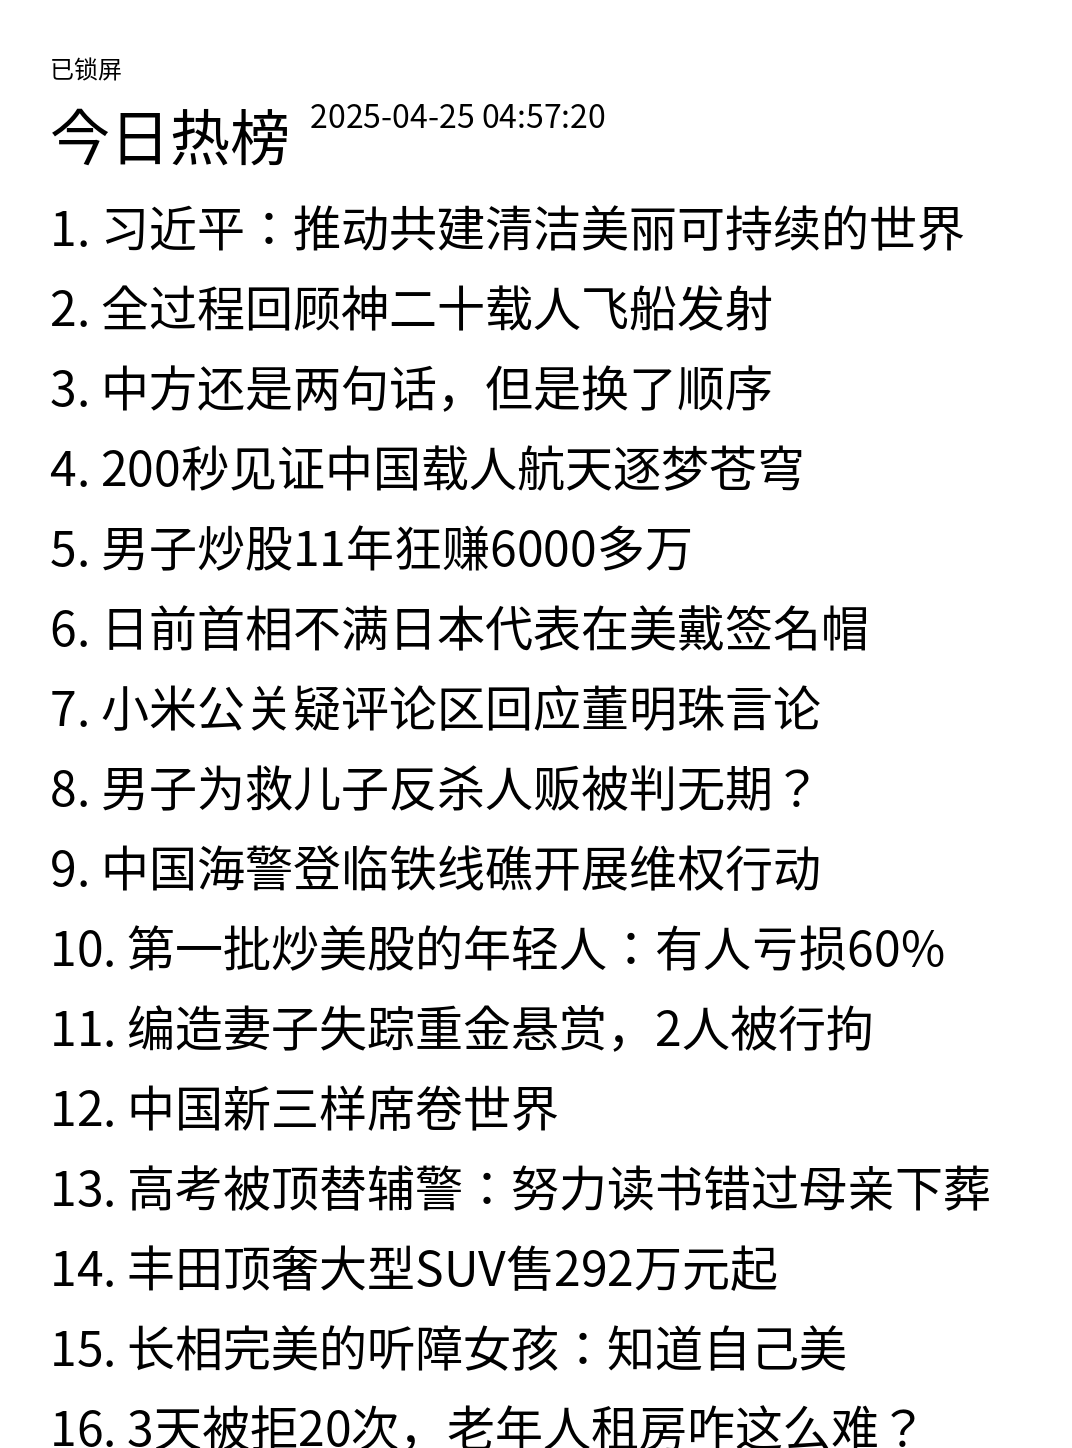 已锁屏
今日热榜 2025-04-25 04:57:20
1. 习近平：推动共建清洁美丽可持续的世界
2. 全过程回顾神二十载人飞船发射
3. 中方还是两句话，但是换了顺序
4. 200秒见证中国载人航天逐梦苍穹
5. 男子炒股11年狂赚6000多万
6. 日前首相不满日本代表在美戴签名帽
7. 小米公关疑评论区回应董明珠言论
8. 男子为救儿子反杀人贩被判无期？
9. 中国海警登临铁线礁开展维权行动
10. 第一批炒美股的年轻人：有人亏损60%
11. 编造妻子失踪重金悬赏，2人被行拘
12. 中国新三样席卷世界
13. 高考被顶替辅警：努力读书错过母亲下葬
14. 丰田顶奢大型SUV售292万元起
15. 长相完美的听障女孩：知道自己美
16. 3天被拒20次，老年人租房咋这么难？